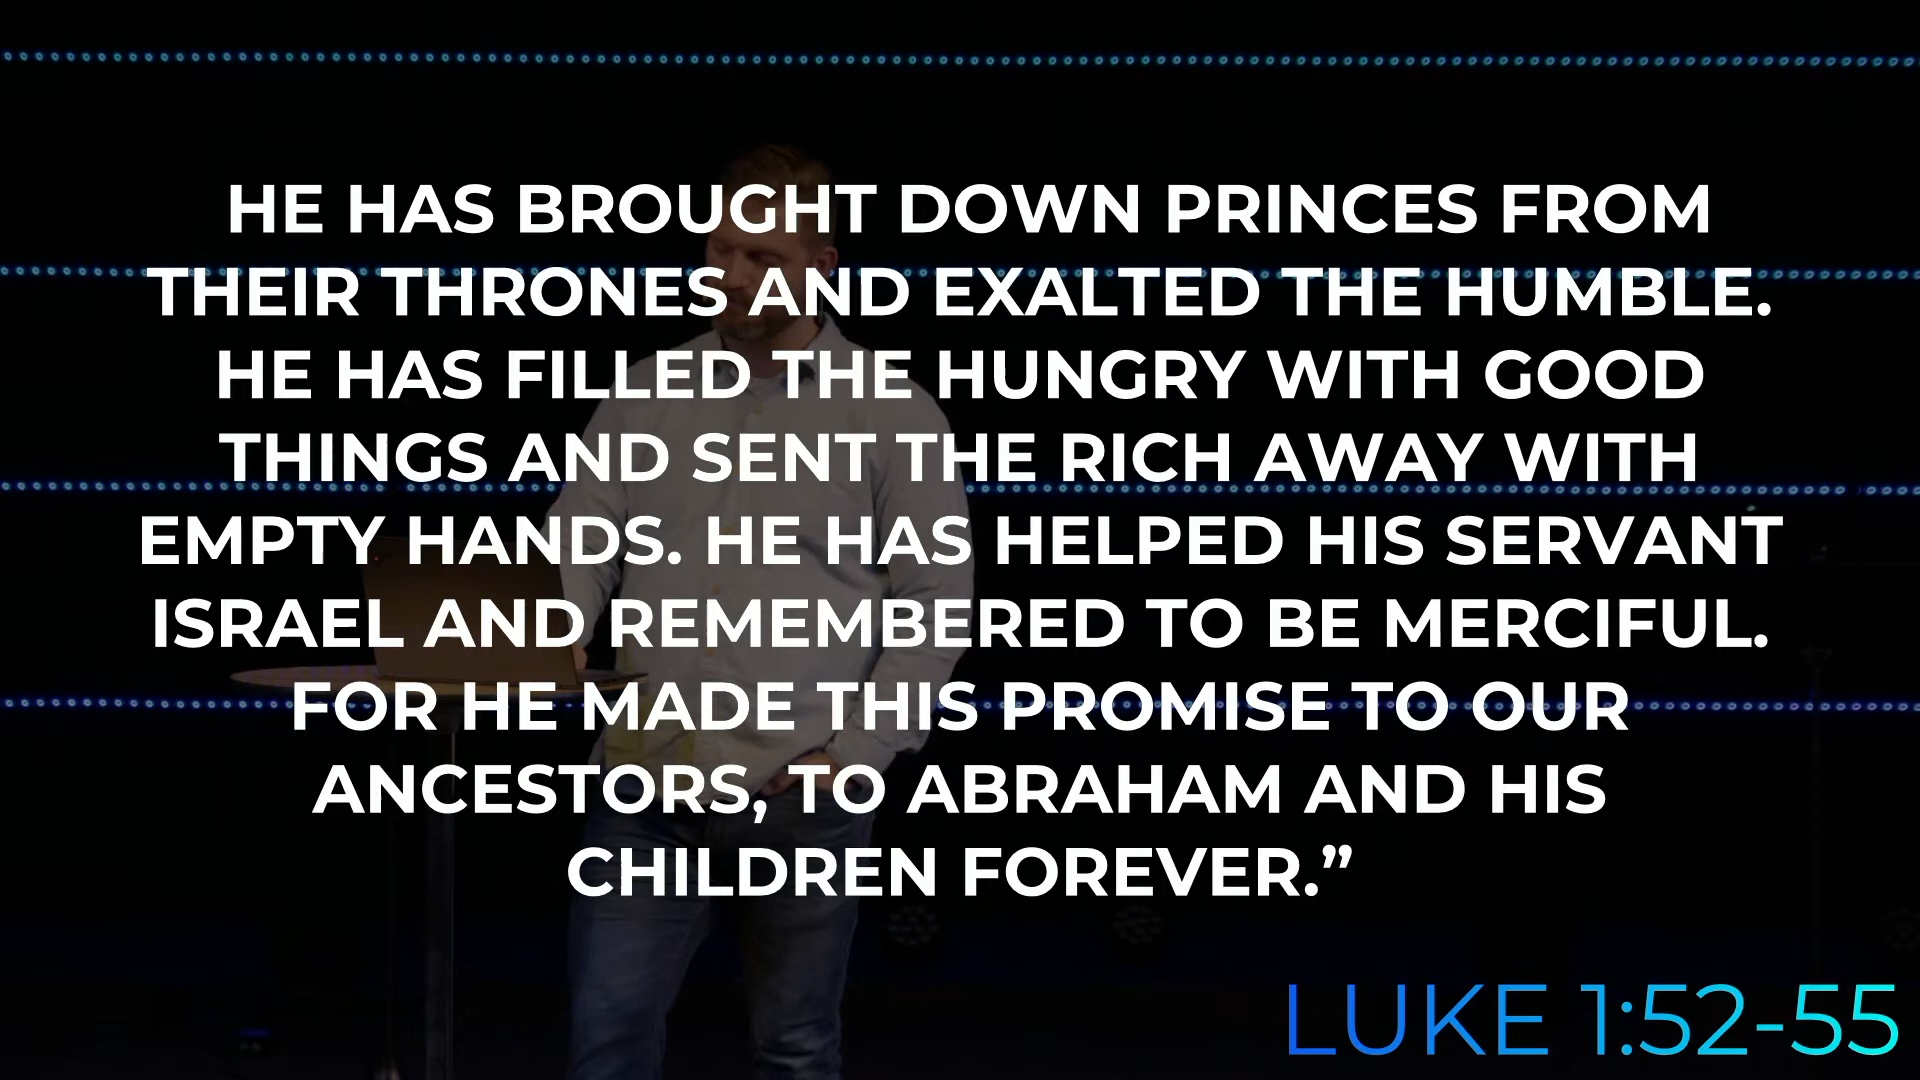 HE HAS BROUGHT DOWN PRINCES FROM
THEIR THRONES AND EXALTED THE HUMBLE.
HE HAS FILLED THE HUNGRY WITH GOOD
THINGS AND SENT THE RICH AWAY WITH
EMPTY HANDS. HE HAS HELPED HIS SERVANT
ISRAEL AND REMEMBERED TO BE MERCIFUL.
FOR HE MADE THIS PROMISE TO OUR
ANCESTORS, TO ABRAHAM AND HIS
CHILDREN FOREVER.”
LUKE 1:52-55